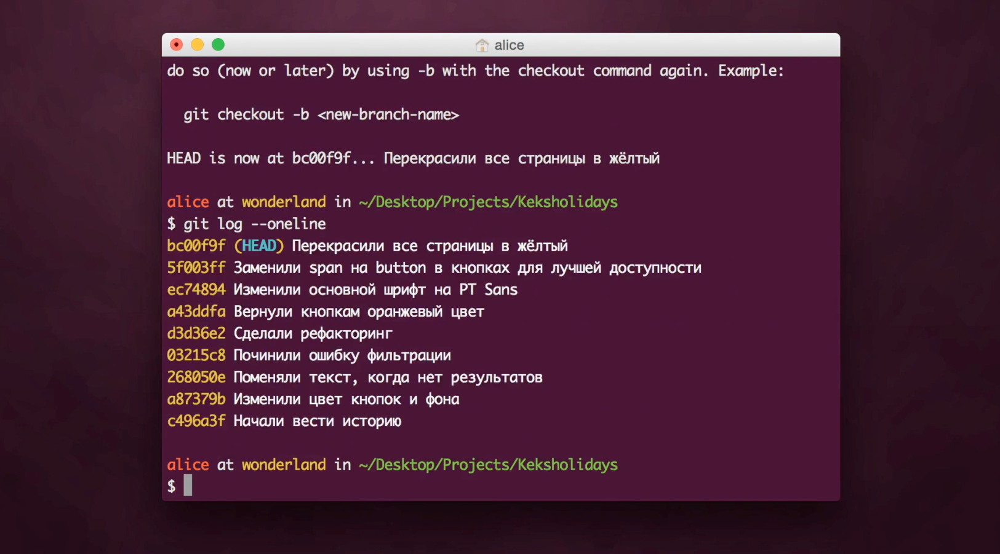 alice
do so (now or later) by using -b with the checkout command again. Example:
git checkout -b <new-branch-name>
HEAD is now at bc00f9f... Перекрасили все страницы в жёлтый
alice at wonderland in ~/Desktop/Projects/Keksholidays
$ git log --oneline
bc00f9f (HEAD) Перекрасили все страницы в жёлтый
5f003ff Заменили span на button в кнопках для лучшей доступности
ec74894 Изменили основной шрифт на PT Sans
a43ddfa Вернули кнопкам оранжевый цвет
d3d36e2 Сделали рефакторинг
03215c8 Починили ошибку фильтрации
268050e Поменяли текст, когда нет результатов
a87379b Изменили цвет кнопок и фона
c496a3f Начали вести историю
alice at wonderland in ~/Desktop/Projects/Keksholidays
$